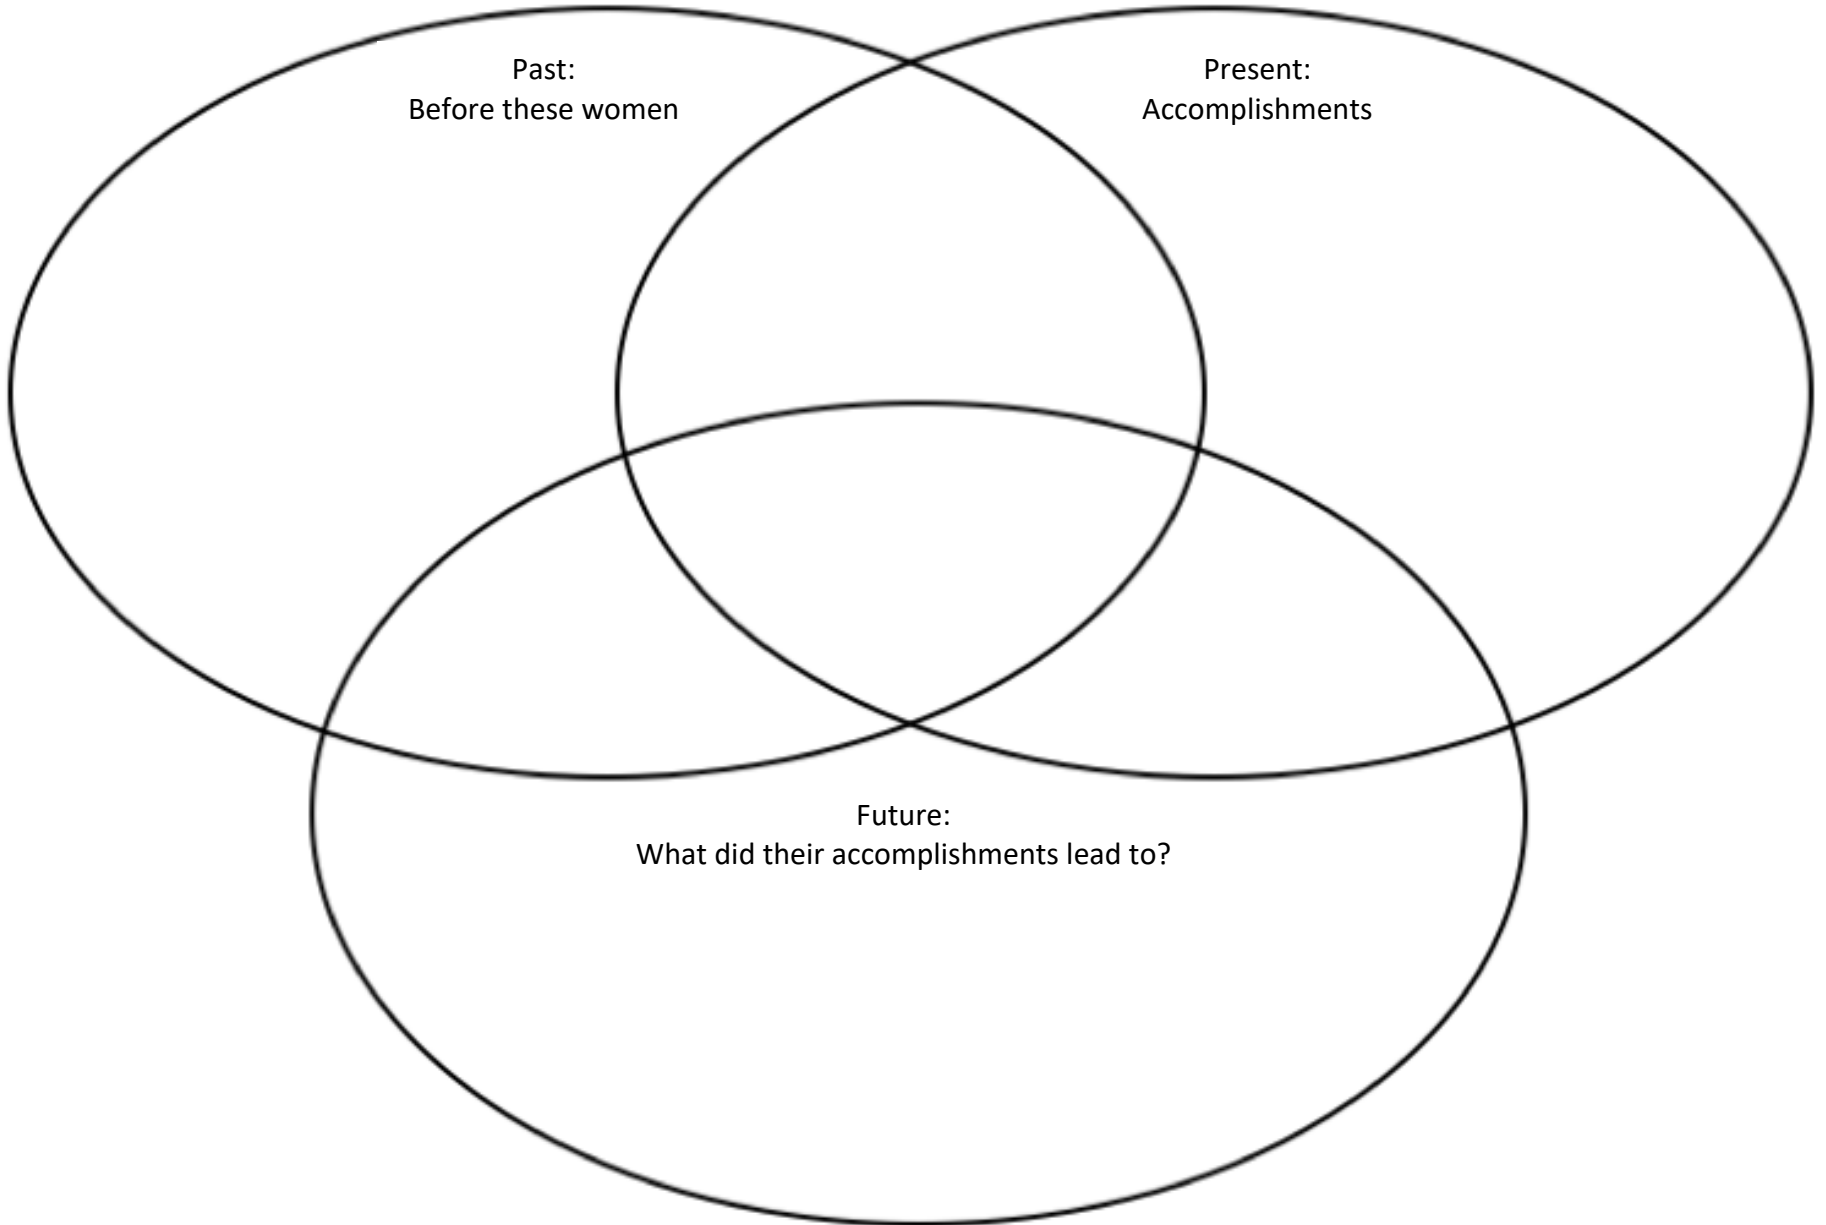 Past:
Before these women
Present:
Accomplishments
Future:
What did their accomplishments lead to?